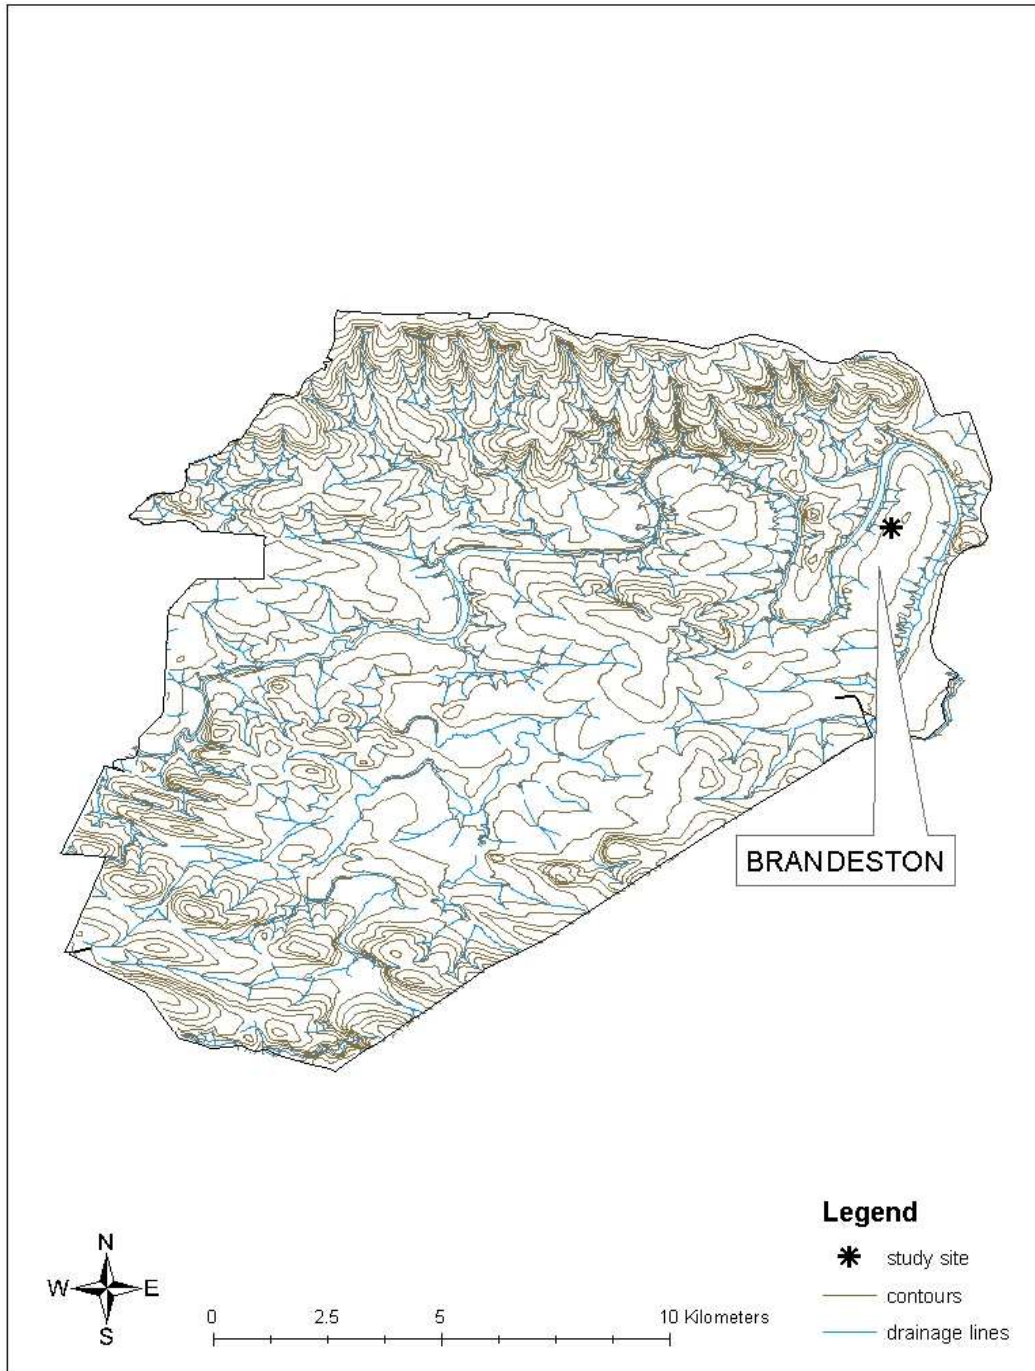 BRANDESTON
Legend
study site
contours
drainage lines
N
W E
S
0 2.5 5 10 Kilometers